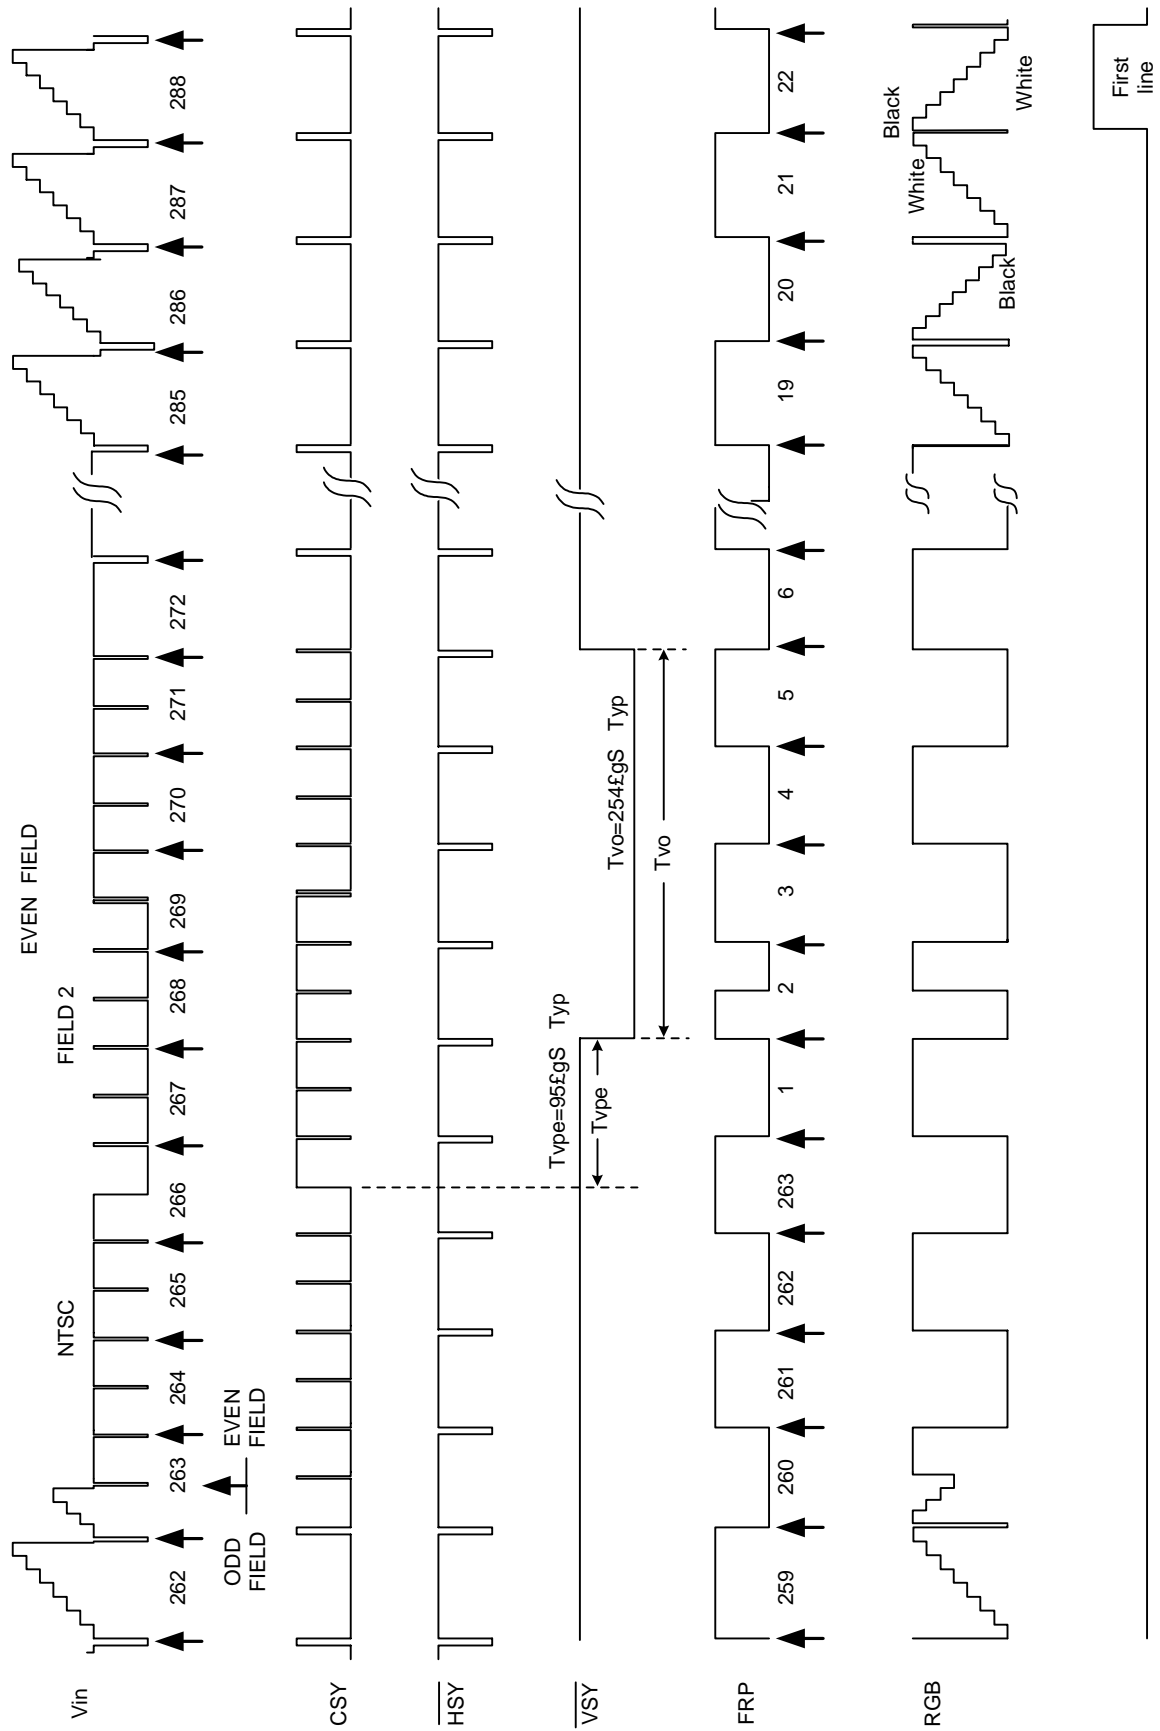 EVEN FIELD
NTSC
FIELD 2
Vin
262
263
264
265
266
267
268
269
270
271
272
285
286
287
288
ODD
FIELD
EVEN
FIELD
CSY
HSY
VSY
Tvpe=95£gS Typ
Tvpe
Tvo=254£gS Typ
Tvo
FRP
259
260
261
262
263
1
2
3
4
5
6
19
20
21
22
RGB
Black
White
Black
White
First
line